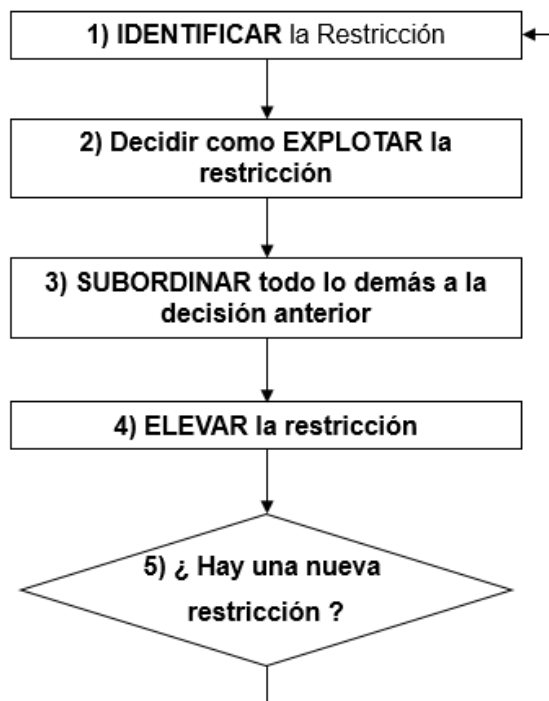 1) IDENTIFICAR la Restricción
2) Decidir como EXPLOTAR la
restricción
3) SUBORDINAR todo lo demás a la
decisión anterior
4) ELEVAR la restricción
5) ¿ Hay una nueva
restricción ?